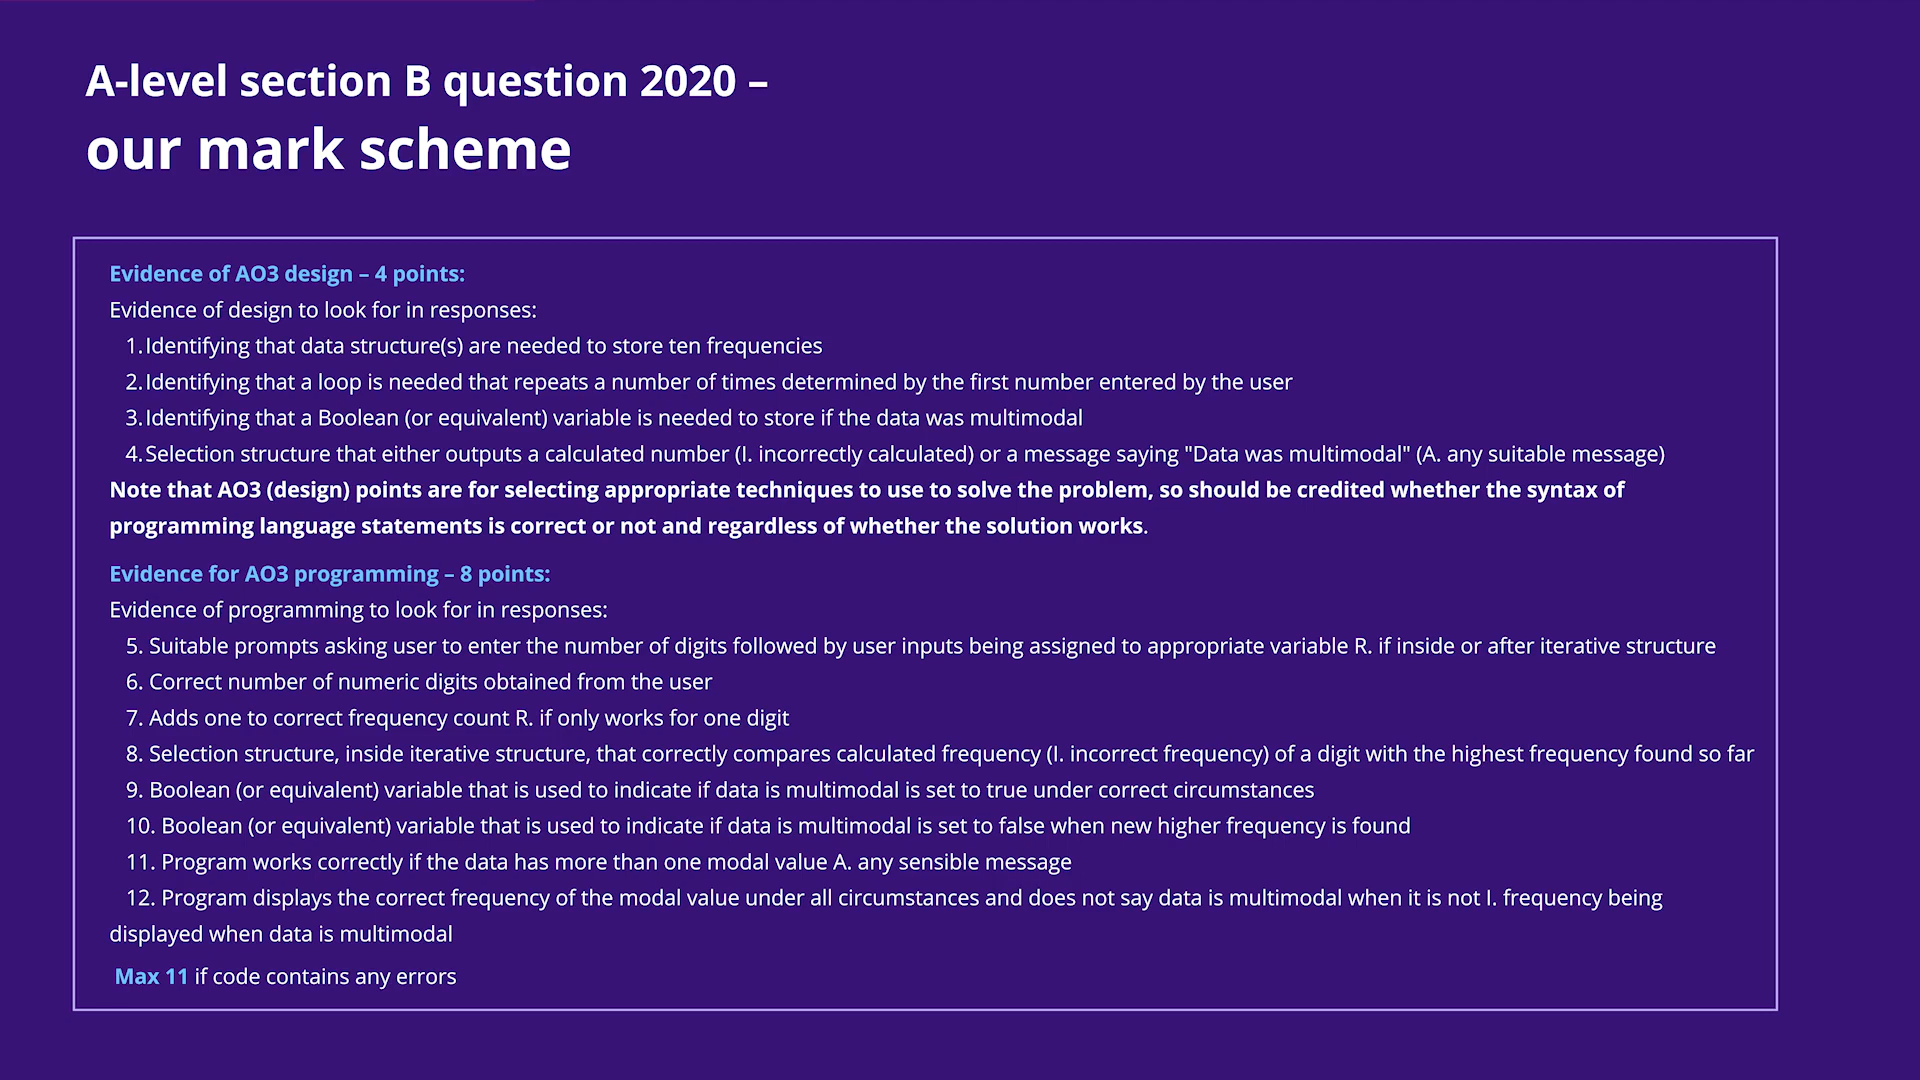 A-level section B question 2020 –
our mark scheme
Evidence of AO3 design – 4 points:
Evidence of design to look for in responses:
1.Identifying that data structure(s) are needed to store ten frequencies
2.Identifying that a loop is needed that repeats a number of times determined by the first number entered by the user
3.Identifying that a Boolean (or equivalent) variable is needed to store if the data was multimodal
4.Selection structure that either outputs a calculated number (I. incorrectly calculated) or a message saying "Data was multimodal" (A. any suitable message)
Note that AO3 (design) points are for selecting appropriate techniques to use to solve the problem, so should be credited whether the syntax of
programming language statements is correct or not and regardless of whether the solution works.
Evidence for AO3 programming – 8 points:
Evidence of programming to look for in responses:
5. Suitable prompts asking user to enter the number of digits followed by user inputs being assigned to appropriate variable R. if inside or after iterative structure
6. Correct number of numeric digits obtained from the user
7. Adds one to correct frequency count R. if only works for one digit
8. Selection structure, inside iterative structure, that correctly compares calculated frequency (I. incorrect frequency) of a digit with the highest frequency found so far
9. Boolean (or equivalent) variable that is used to indicate if data is multimodal is set to true under correct circumstances
10. Boolean (or equivalent) variable that is used to indicate if data is multimodal is set to false when new higher frequency is found
11. Program works correctly if the data has more than one modal value A. any sensible message
12. Program displays the correct frequency of the modal value under all circumstances and does not say data is multimodal when it is not I. frequency being
displayed when data is multimodal
Max 11 if code contains any errors